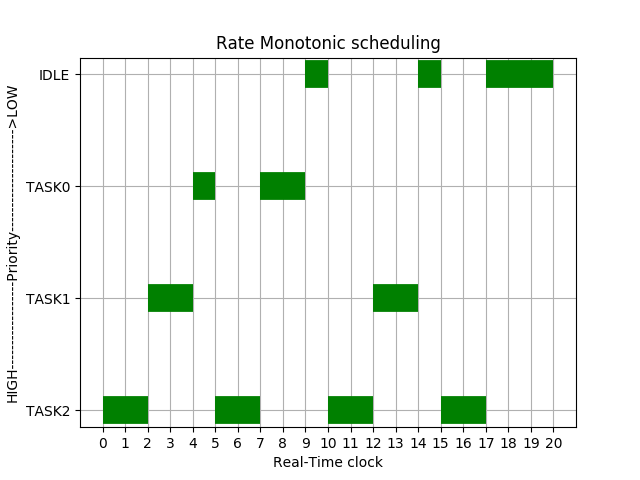 Rate Monotonic scheduling
IDLE
TASK0
TASK1
TASK2
HIGH---------------Priority-------------------->LOW
0 1 2 3 4 5 6 7 8 9 10 11 12 13 14 15 16 17 18 19 20
Real-Time clock